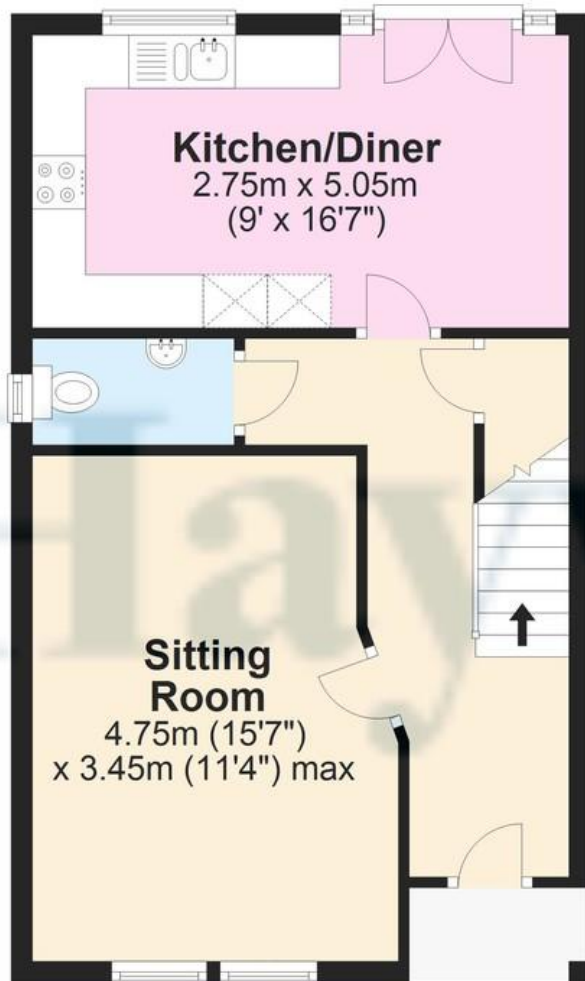 Kitchen/Diner
2.75m x 5.05m
(9' x 16'7")
Sitting
Room
4.75m (15'7")
x 3.45m (11'4") max
Hay